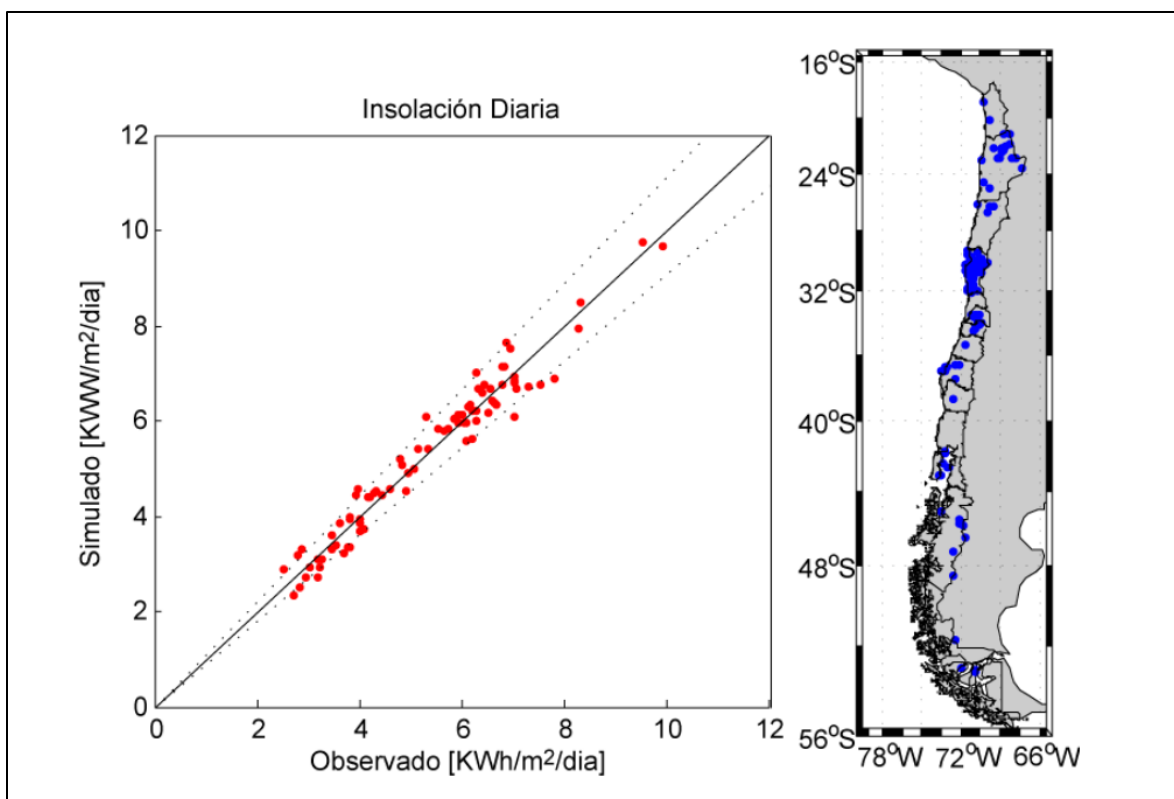 Insolación Diaria
12
10
8
6
4
2
0
Simulado [KWW/m2/dia]
0 2 4 6 8 10 12
Observado [KWh/m2/dia]
16°S
24°S
32°S
40°S
48°S
56°S
78°W 72°W 66°W